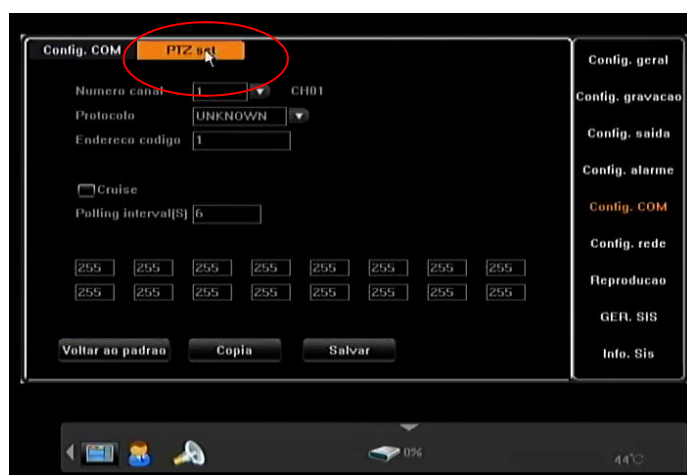 Config. COM PTZ set
Numero canal 1 CH01
Protocolo UNKNOWN
Endereco codigo 1
Cruise
Polling interval(S) 6
255 255 255 255 255 255 255 255
255 255 255 255 255 255 255 255
Voltar ao padrao Copia Salvar
Config. geral
Config. gravacao
Config. saida
Config. alarme
Config. COM
Config. rede
Reproducao
GER. SIS
Info. Sis
0%
44°C